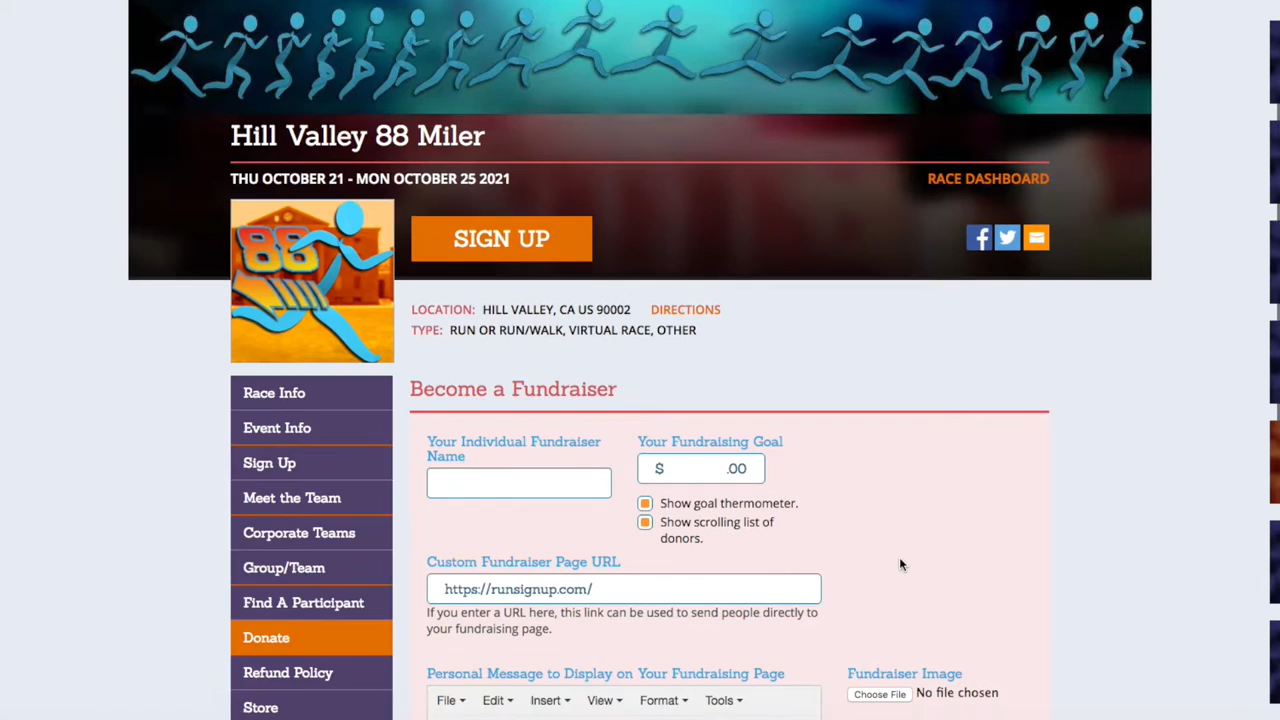 Hill Valley 88 Miler
THU OCTOBER 21 - MON OCTOBER 25 2021
RACE DASHBOARD
88
SIGN UP
LOCATION: HILL VALLEY, CA US 90002 DIRECTIONS
TYPE: RUN OR RUN/WALK, VIRTUAL RACE, OTHER
Race Info
Event Info
Sign Up
Meet the Team
Corporate Teams
Group/Team
Find A Participant
Donate
Refund Policy
Store
Become a Fundraiser
Your Individual Fundraiser
Name
Your Fundraising Goal
$ .00
Show goal thermometer.
Show scrolling list of
donors.
Custom Fundraiser Page URL
https://runsignup.com/
If you enter a URL here, this link can be used to send people directly to
your fundraising page.
Personal Message to Display on Your Fundraising Page
File Edit Insert View Format Tools
Fundraiser Image
Choose File No file chosen